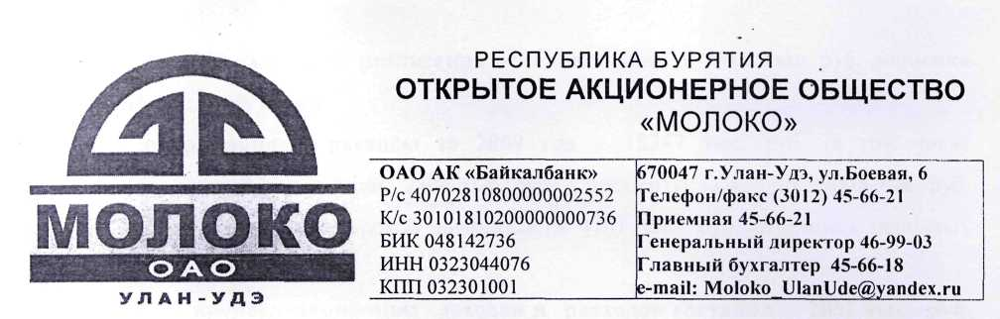 МОЛОКО
ОАО
УЛАН-УДЭ
РЕСПУБЛИКА БУРЯТИЯ
ОТКРЫТОЕ АКЦИОНЕРНОЕ ОБЩЕСТВО
«МОЛОКО»
ОАО АК «Байкалбанк»
Р/с 40702810800000002552
К/с 30101810200000000736
БИК 048142736
ИНН 0323044076
КПП 032301001
670047 г.Улан-Удэ, ул.Боевая, 6
Телефон/факс (3012) 45-66-21
Приемная 45-66-21
Генеральный директор 46-99-03
Главный бухгалтер 45-66-18
e-mail: Moloko_UlanUde@yandex.ru